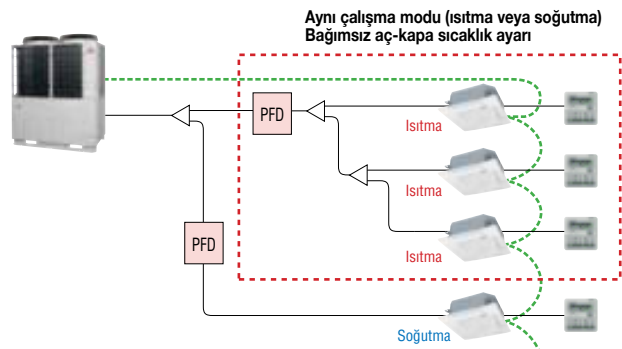 Aynı çalışma modu (ısıtma veya soğutma)
Bağımsız aç-kapa sıcaklık ayarı
PFD
Isıtma
Isıtma
PFD
Isıtma
Soğutma